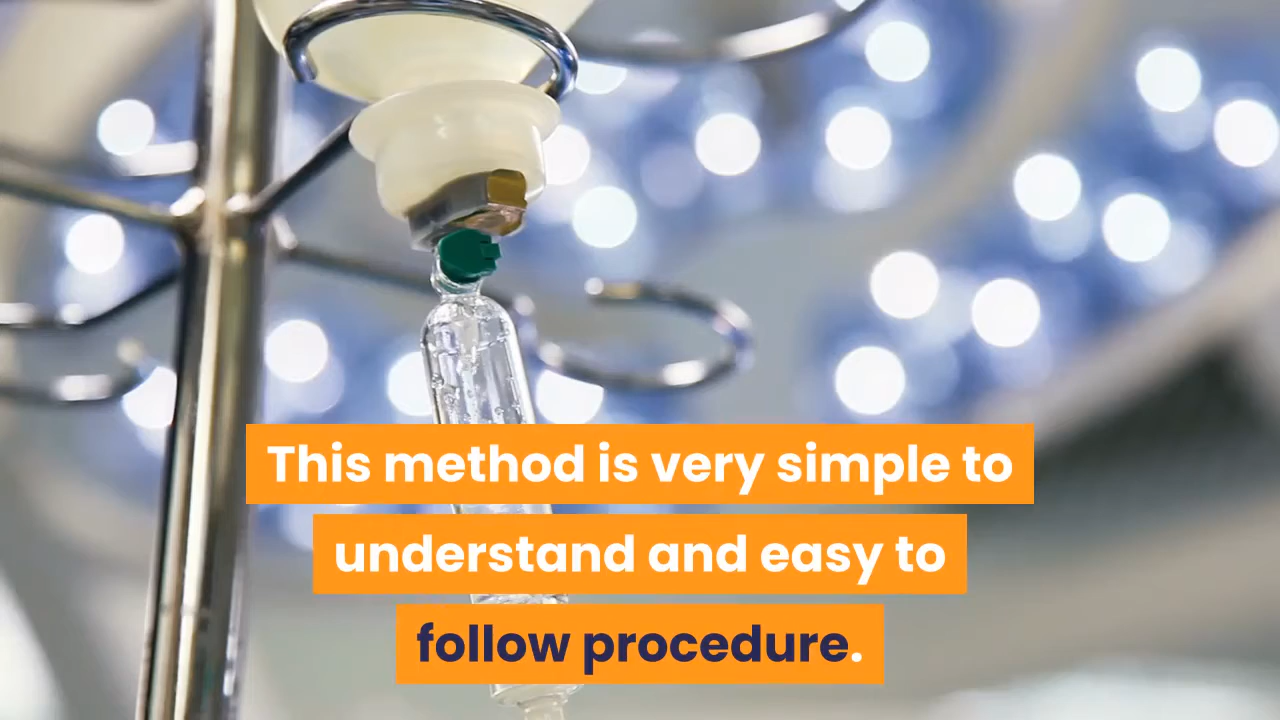 This method is very simple to
understand and easy to
follow procedure.